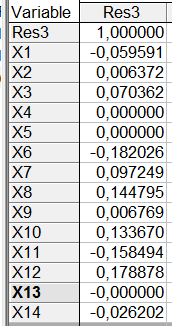 Variable Res3
Res3 1,000000
X1 -0,059591
X2 0,006372
X3 0,070362
X4 0,000000
X5 0,000000
X6 -0,182026
X7 0,097249
X8 0,144795
X9 0,006769
X10 0,133670
X11 -0,158494
X12 0,178878
X13 -0,000000
X14 -0,026202